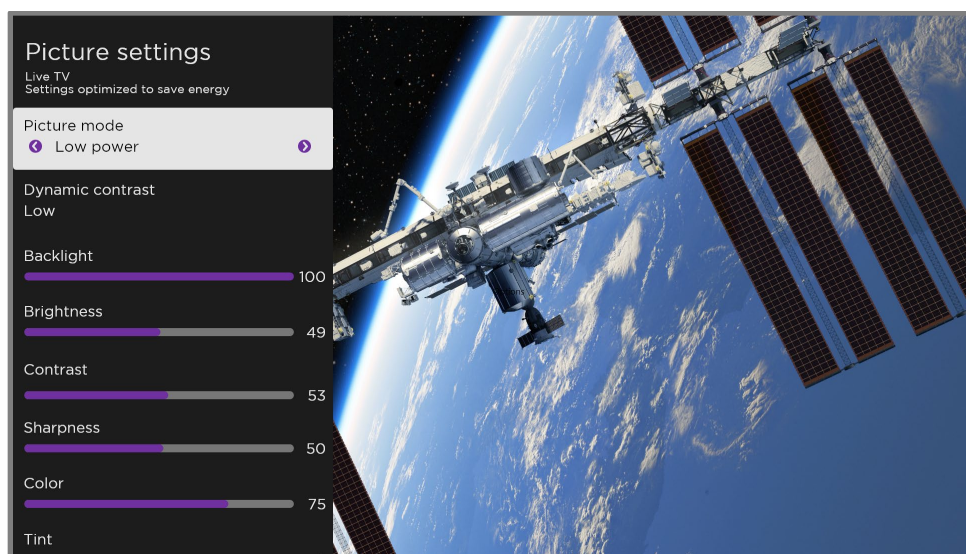 Picture settings
Live TV
Settings optimized to save energy
Picture mode
Low power
Dynamic contrast
Low
Backlight
100
Brightness
49
Contrast
53
Sharpness
50
Color
75
Tint